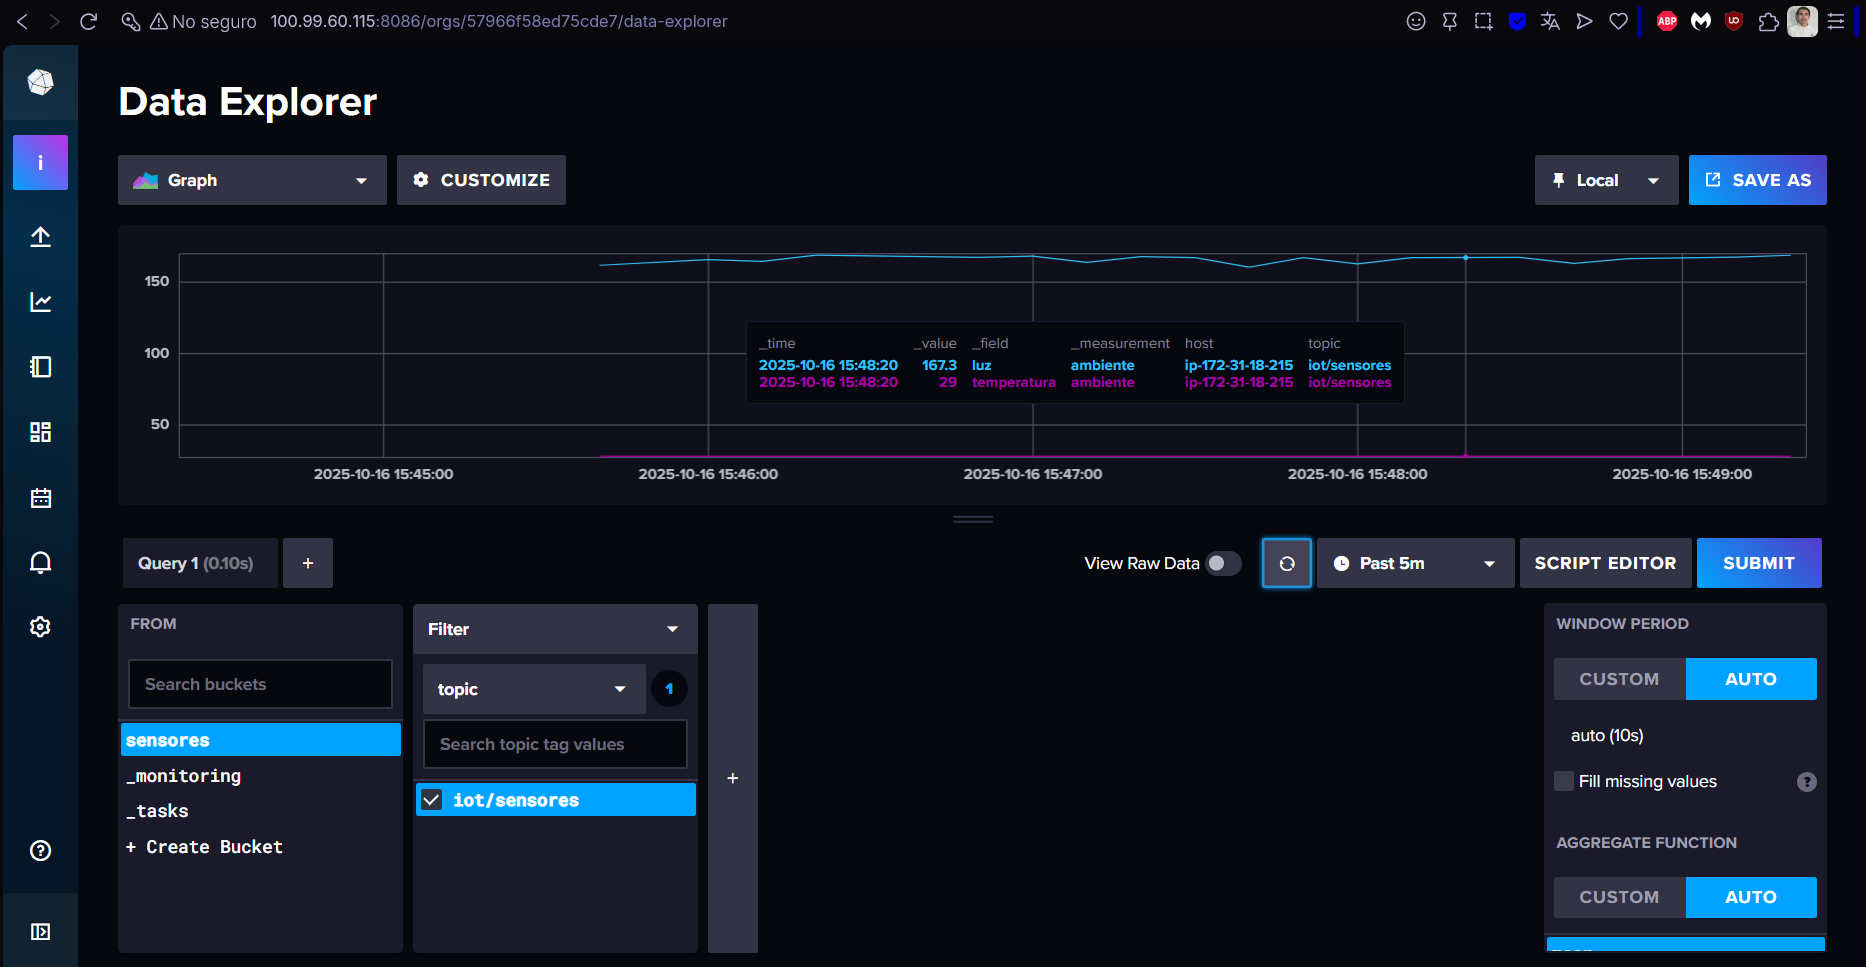 No seguro 100.99.60.115:8086/orgs/57966f58ed75cde7/data-explorer
ABP
Data Explorer
i
Graph
CUSTOMIZE
Local
SAVE AS
150
100
50
_time _value _field _measurement host topic
2025-10-16 15:48:20 167.3 luz ambiente ip-172-31-18-215 iot/sensores
2025-10-16 15:48:20 29 temperatura ambiente ip-172-31-18-215 iot/sensores
2025-10-16 15:45:00 2025-10-16 15:46:00 2025-10-16 15:47:00 2025-10-16 15:48:00 2025-10-16 15:49:00
Query 1 (0.10s)
+
View Raw Data
Past 5m
SCRIPT EDITOR
SUBMIT
FROM
Search buckets
sensores
_monitoring
_tasks
+ Create Bucket
Filter
topic
1
Search topic tag values
iot/sensores
+
WINDOW PERIOD
CUSTOM AUTO
auto (10s)
Fill missing values ?
AGGREGATE FUNCTION
CUSTOM AUTO